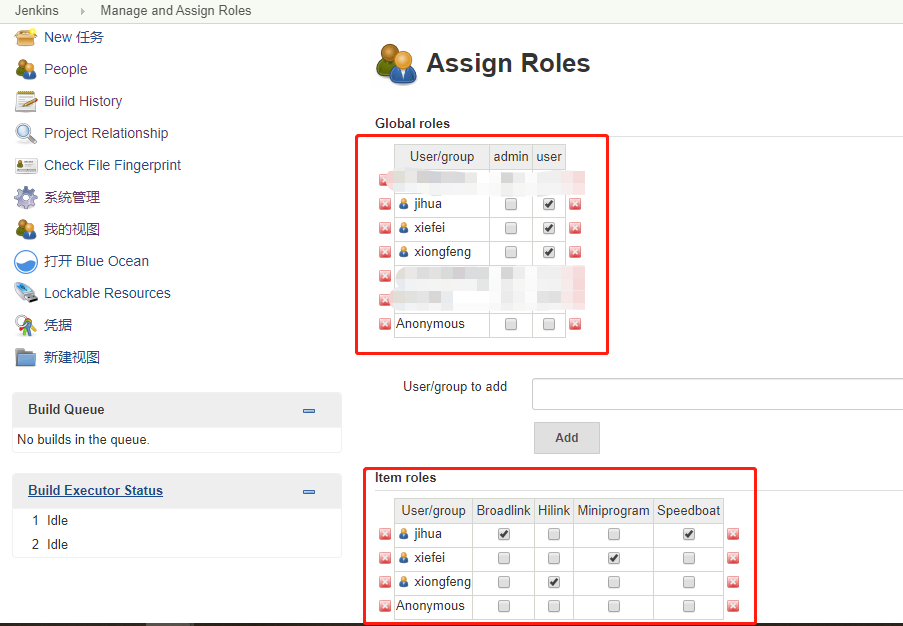 Jenkins Manage and Assign Roles
New 任务
People
Build History
Project Relationship
Check File Fingerprint
系统管理
我的视图
打开 Blue Ocean
Lockable Resources
凭据
新建视图
Build Queue
No builds in the queue.
Build Executor Status
1 Idle
2 Idle
Assign Roles
Global roles
User/group admin user
jihua
xiefei
xiongfeng
Anonymous
User/group to add
Add
Item roles
User/group Broadlink Hilink Miniprogram Speedboat
jihua
xiefei
xiongfeng
Anonymous